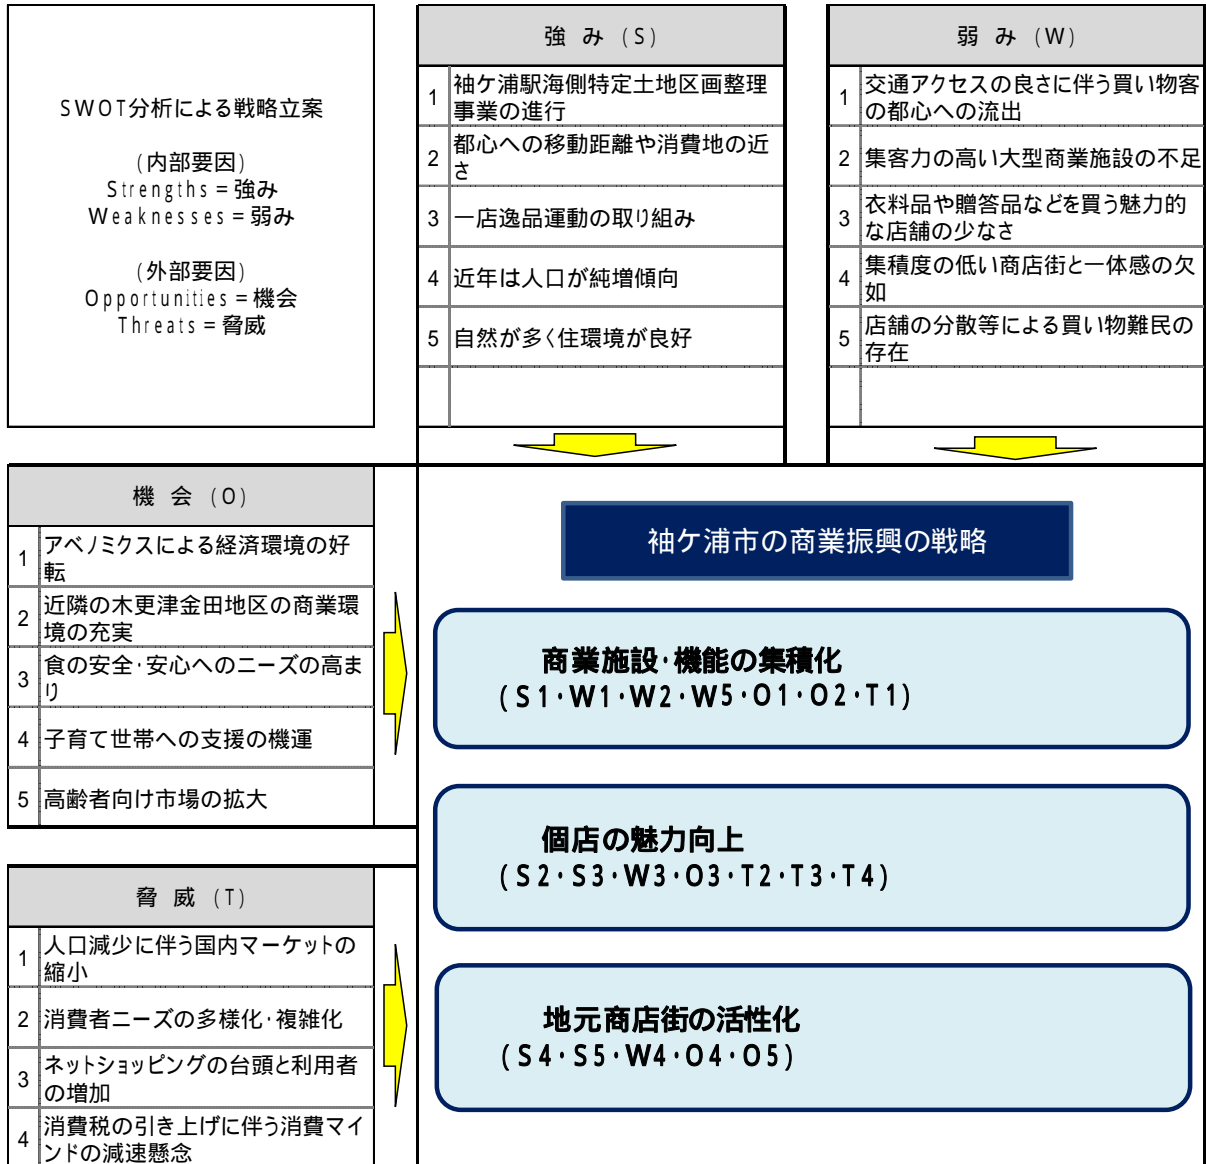 SWOT分析による戦略立案
(内部要因)
Strengths=強み
Weaknesses=弱み
(外部要因)
Opportunities=機会
Threats=脅威
強 み (S)
1 袖ケ浦駅海側特定土地区画整理
事業の進行
2 都心への移動距離や消費地の近
さ
3 一店逸品運動の取り組み
4 近年は人口が純増傾向
5 自然が多く住環境が良好
弱 み (W)
1 交通アクセスの良さに伴う買い物客
の都心への流出
2 集客力の高い大型商業施設の不足
3 衣料品や贈答品などを買う魅力的
な店舗の少なさ
4 集積度の低い商店街と一体感の欠
如
5 店舗の分散等による買い物難民の
存在
機 会 (O)
1 アベノミクスによる経済環境の好
転
2 近隣の木更津金田地区の商業環
境の充実
3 食の安全・安心へのニーズの高ま
り
4 子育て世帯への支援の機運
5 高齢者向け市場の拡大
脅 威 (T)
1 人口減少に伴う国内マーケットの
縮小
2 消費者ニーズの多様化・複雑化
3 ネットショッピングの台頭と利用者
の増加
4 消費税の引き上げに伴う消費マイ
ンドの減速懸念
袖ケ浦市の商業振興の戦略
商業施設・機能の集積化
(S1・W1・W2・W5・O1・O2・T1)
個店の魅力向上
(S2・S3・W3・O3・T2・T3・T4)
地元商店街の活性化
(S4・S5・W4・O4・O5)